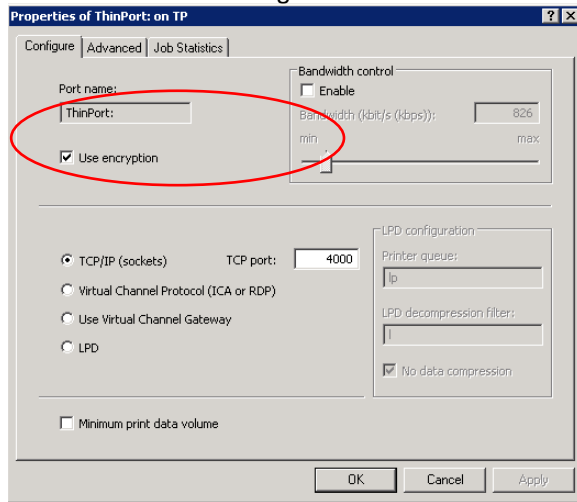 Properties of ThinPort: on TP
Configure Advanced Job Statistics
Port name:
ThinPort:
Use encryption
Bandwidth control
Enable
Bandwidth (kbit/s (kbps)): 826
min max
TCP/IP (sockets) TCP port: 4000
Virtual Channel Protocol (ICA or RDP)
Use Virtual Channel Gateway
LPD
LPD configuration
Printer queue:
lp
LPD decompression filter:
l
No data compression
Minimum print data volume
OK Cancel Apply